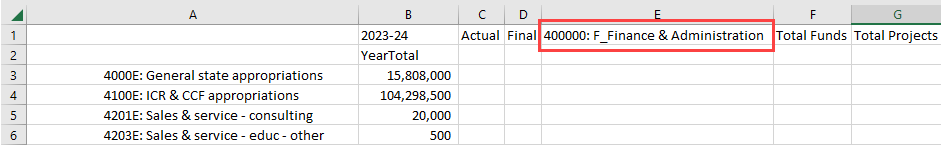 A B C D E F G
1 2023-24 Actual Final 400000: F_Finance & Administration Total Funds Total Projects
2 YearTotal
3 4000E: General state appropriations 15,808,000
4 4100E: ICR & CCF appropriations 104,298,500
5 4201E: Sales & service - consulting 20,000
6 4203E: Sales & service - educ - other 500